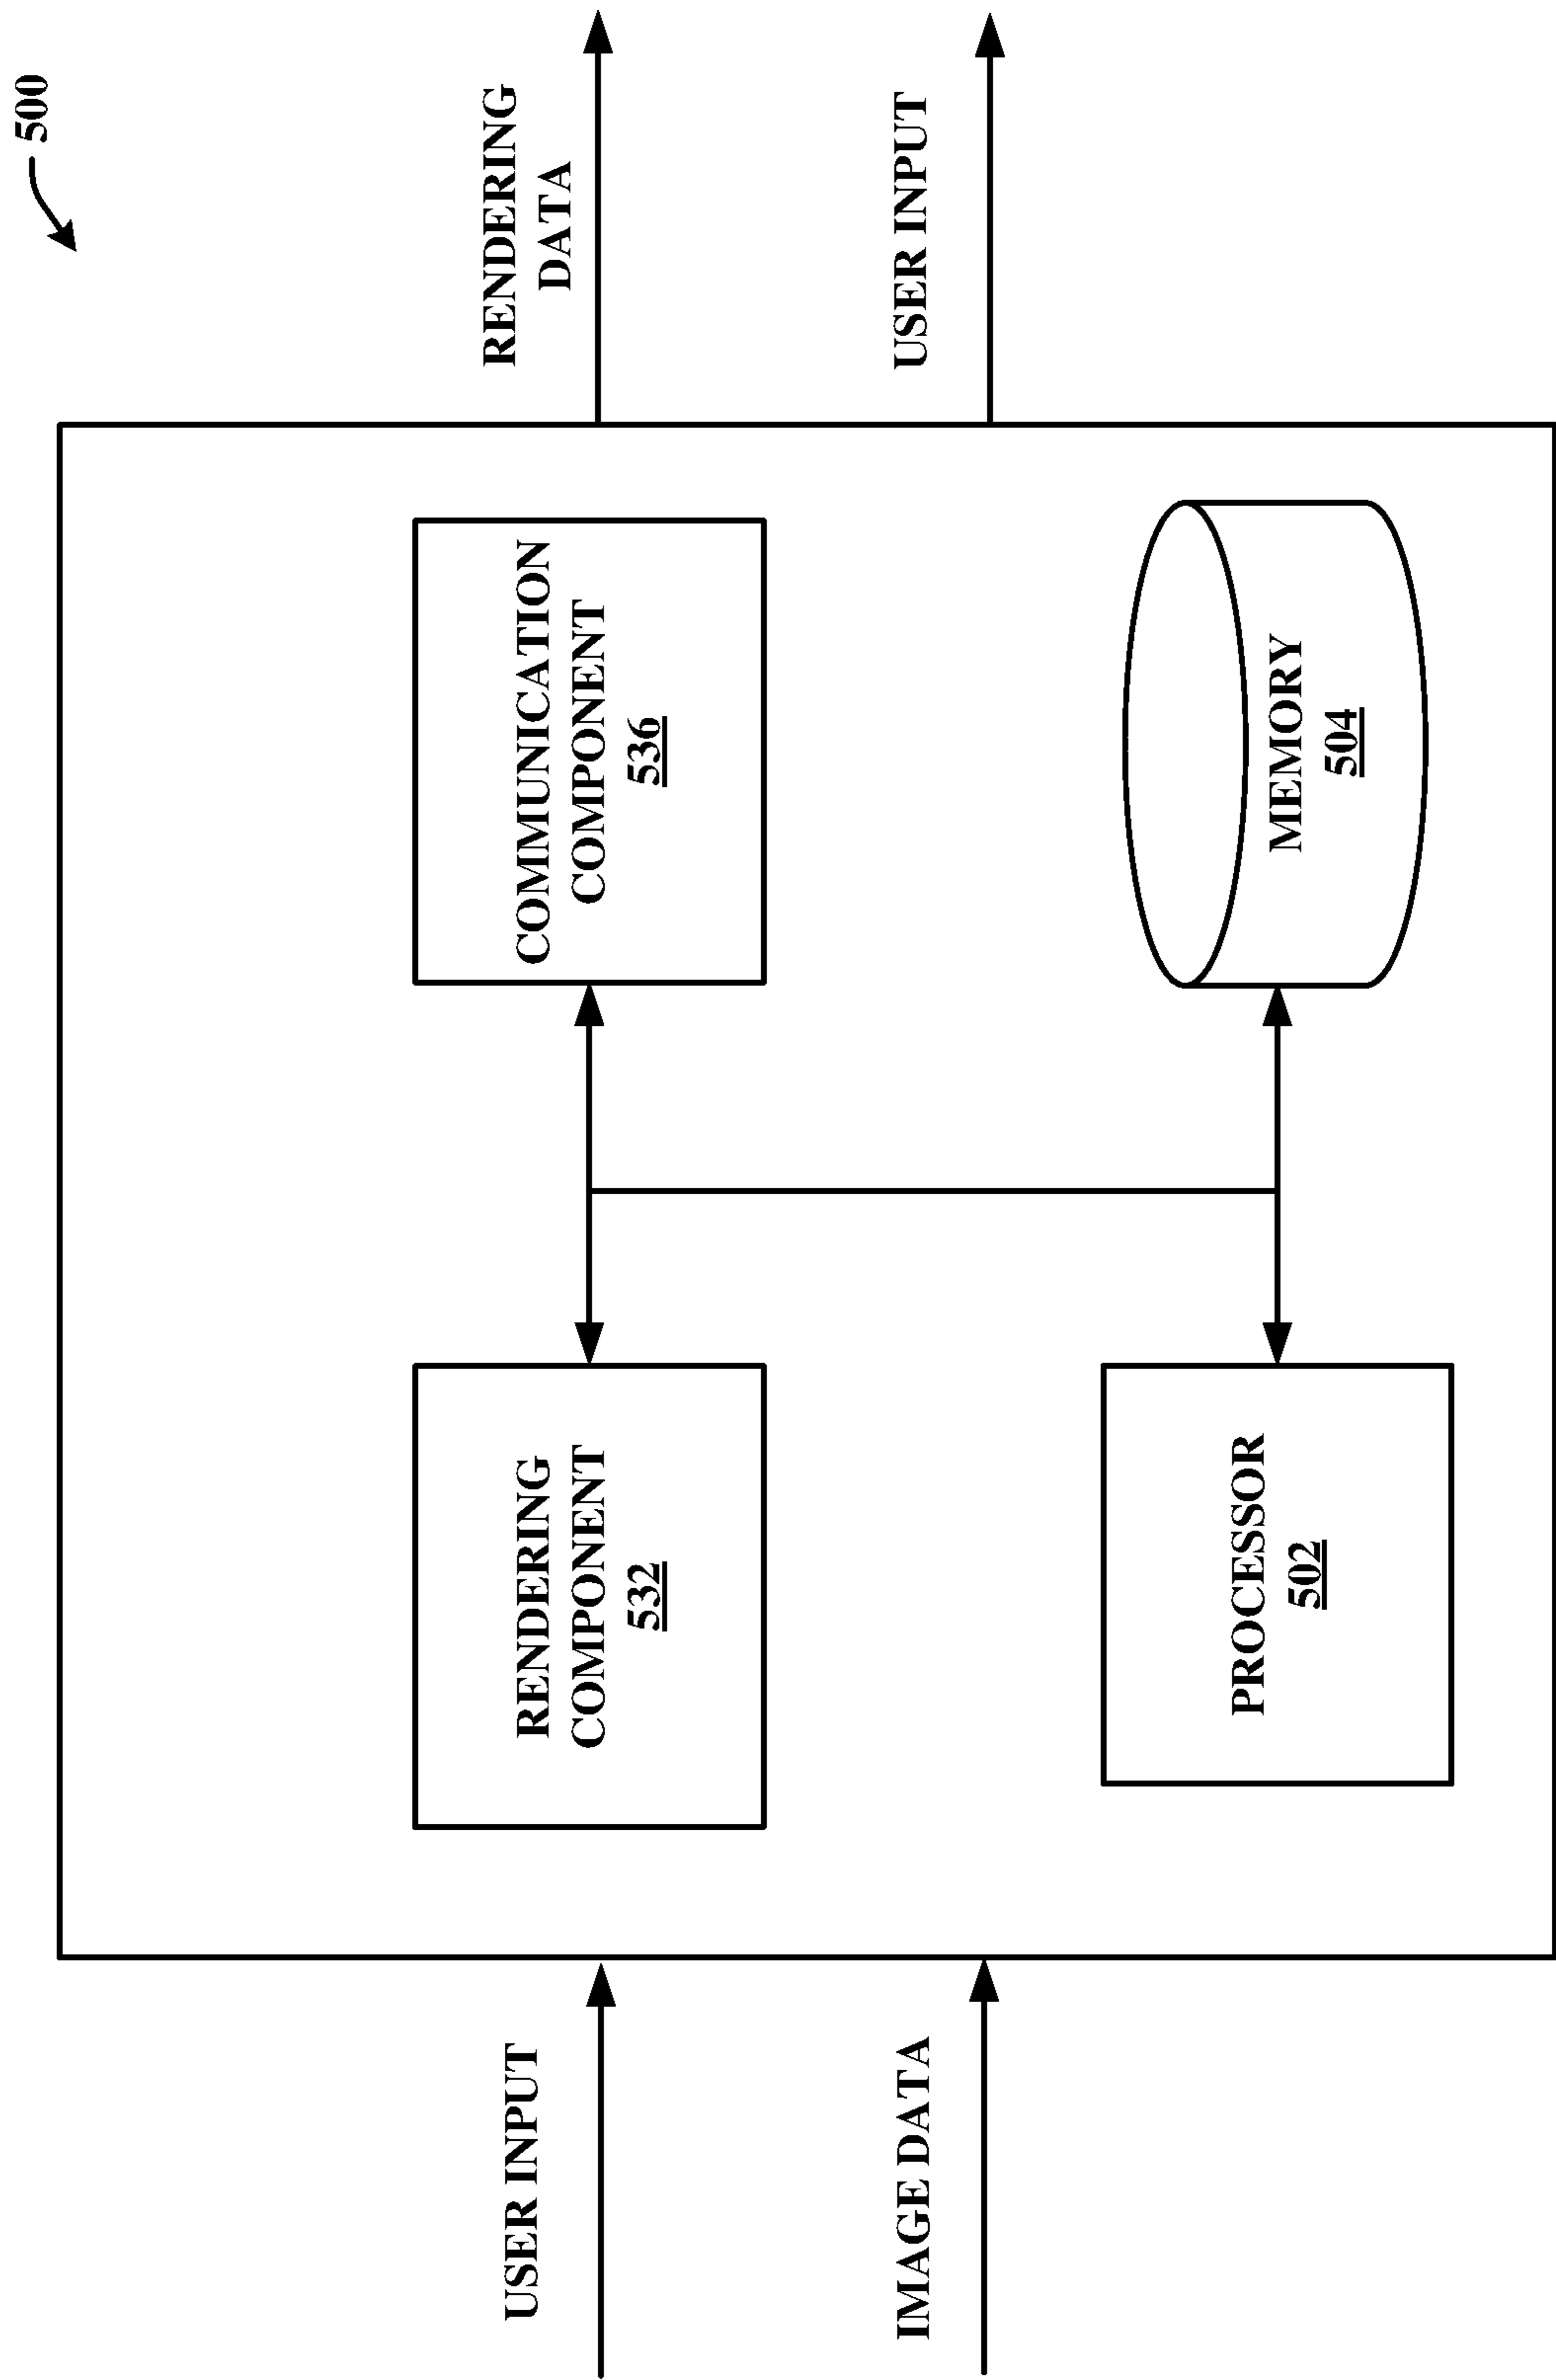 500
USER INPUT
IMAGE DATA
RENDERING
COMPONENT
532
COMMUNICATION
COMPONENT
536
PROCESSOR
502
MEMORY
504
RENDERING
DATA
USER INPUT